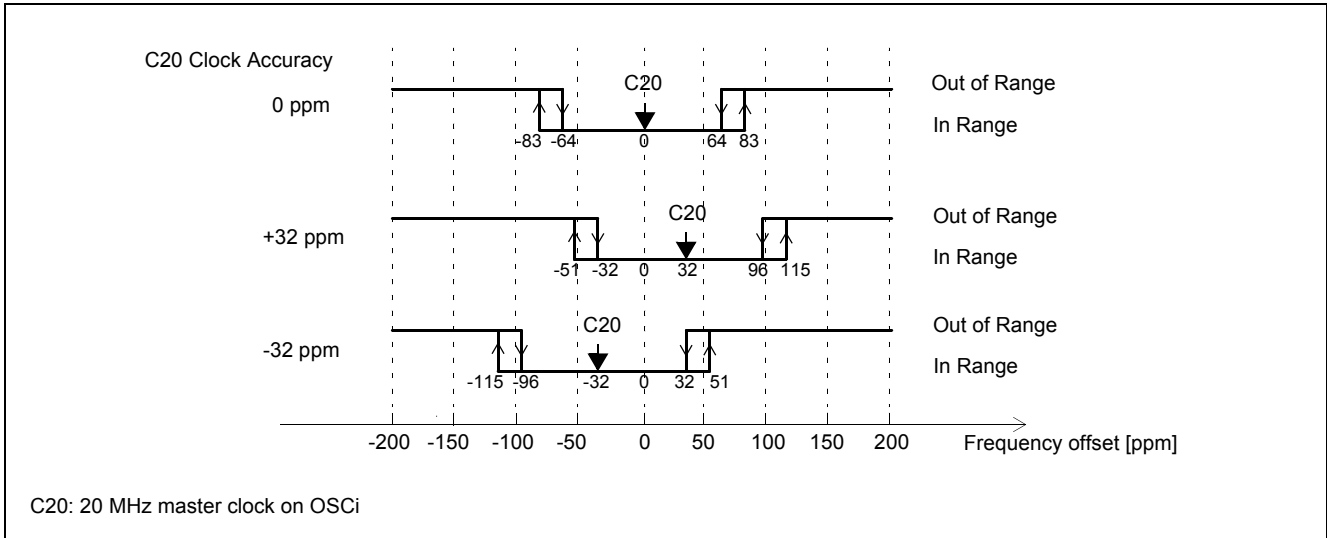 C20 Clock Accuracy
0 ppm
C20
Out of Range
In Range
-83 -64 0 64 83
+32 ppm
C20
Out of Range
In Range
-51 -32 0 32 96 115
-32 ppm
C20
Out of Range
In Range
-115 -96 -32 0 32 51
-200 -150 -100 -50 0 50 100 150 200 Frequency offset [ppm]
C20: 20 MHz master clock on OSCi